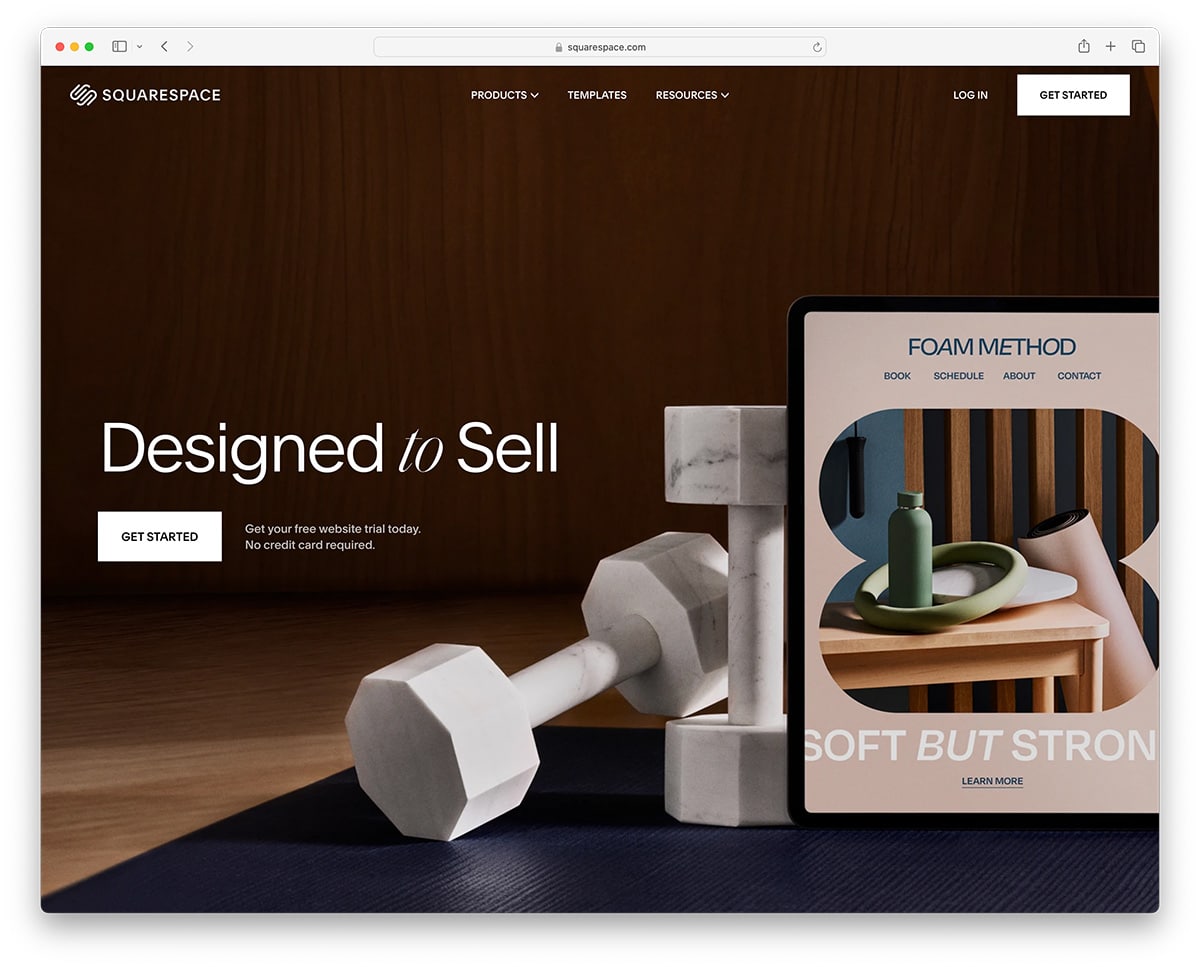 squarespace.com
SQUARESPACE
PRODUCTS
TEMPLATES
RESOURCES
LOG IN
GET STARTED
Designed to Sell
GET STARTED
Get your free website trial today.
No credit card required.
FOAM METHOD
BOOK
SCHEDULE
ABOUT
CONTACT
SOFT BUT STRON
LEARN MORE